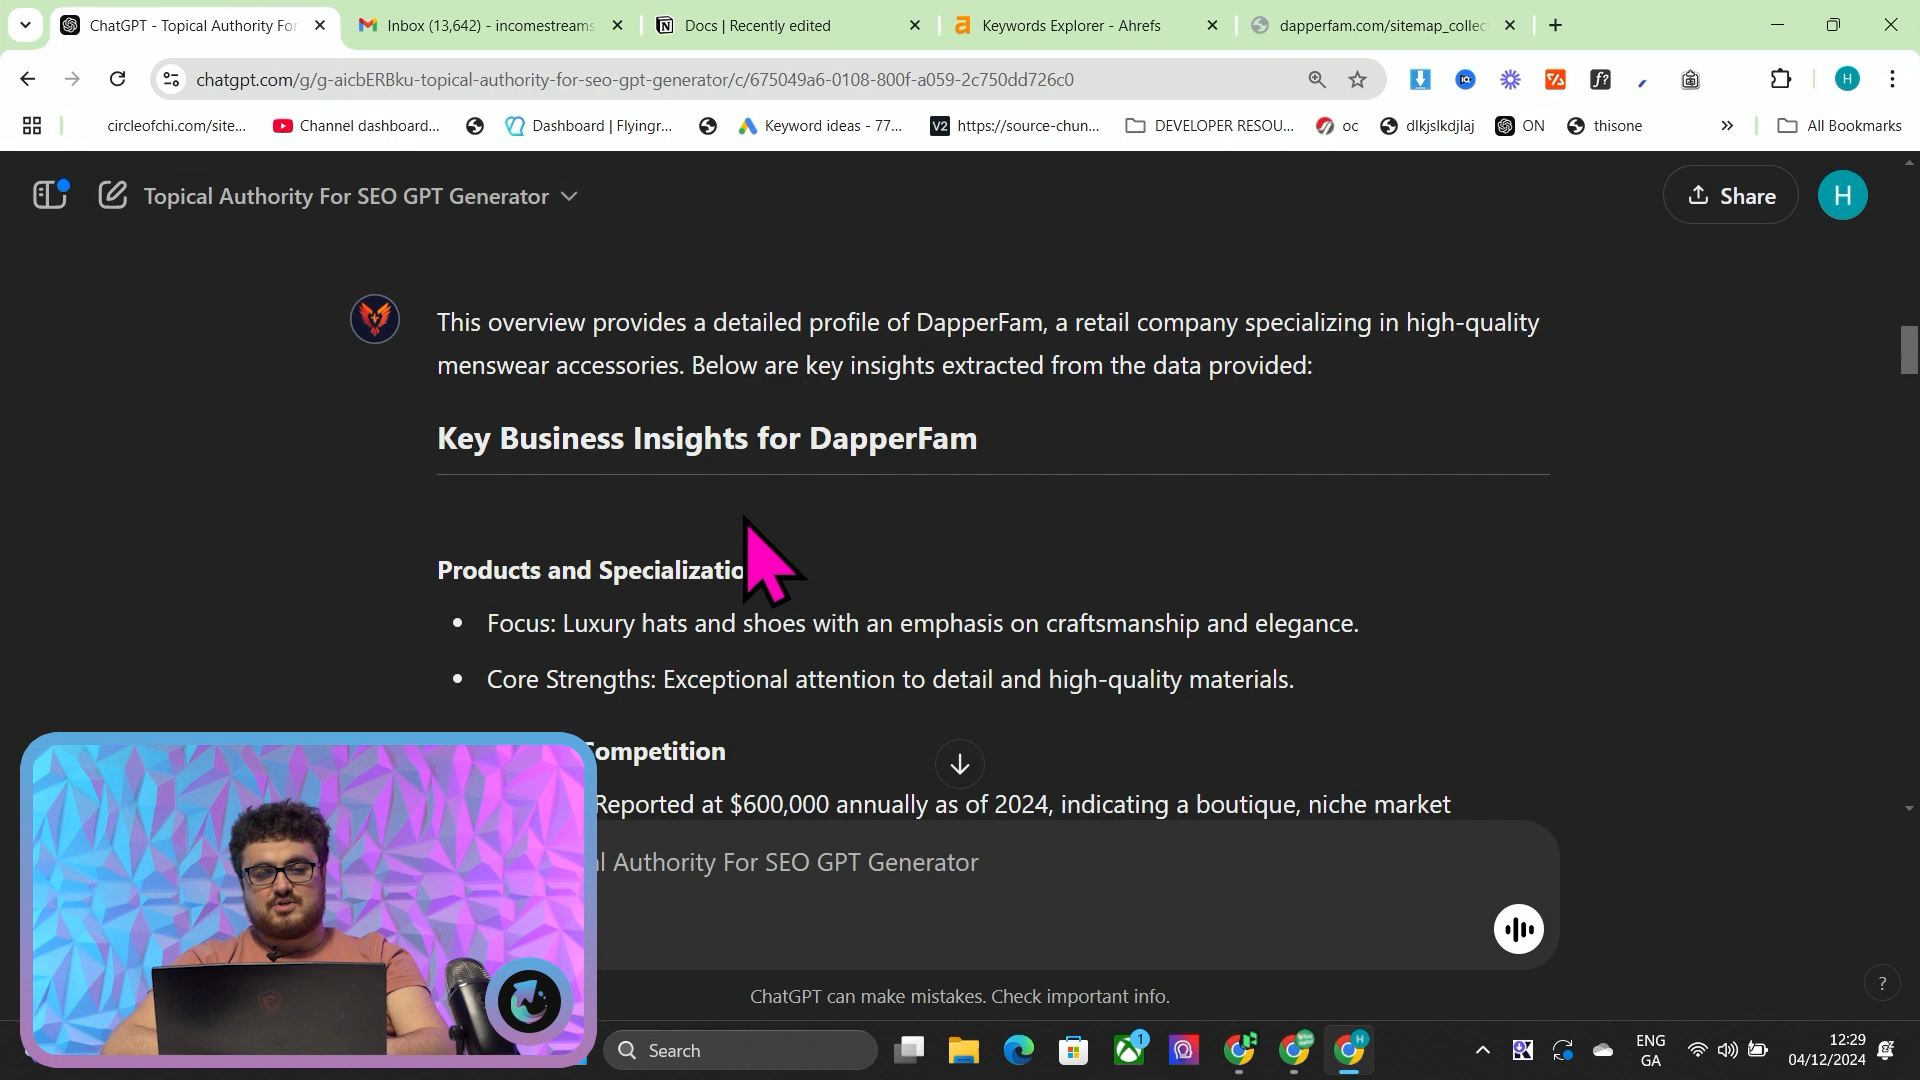 ChatGPT - Topical Authority For
Inbox (13,642) - incomestreams
Docs | Recently edited
Keywords Explorer - Ahrefs
dapperfam.com/sitemap_collec
chatgpt.com/g/g-aicbERBku-topical-authority-for-seo-gpt-generator/c/675049a6-0108-800f-a059-2c750dd726c0
H
circleofchi.com/site...
Channel dashboard...
Dashboard | Flyingr...
Keyword ideas - 77...
V2
https://source-chun...
DEVELOPER RESOU...
oc
dlkjslkdjlaj
ON
thisone
All Bookmarks
Topical Authority For SEO GPT Generator
Share
H
This overview provides a detailed profile of DapperFam, a retail company specializing in high-quality
menswear accessories. Below are key insights extracted from the data provided:
Key Business Insights for DapperFam
Products and Specializatio
Focus: Luxury hats and shoes with an emphasis on craftsmanship and elegance.
Core Strengths: Exceptional attention to detail and high-quality materials.
Competition
Reported at $600,000 annually as of 2024, indicating a boutique, niche market
Authority For SEO GPT Generator
ChatGPT can make mistakes. Check important info.
?
Search
1
H
ENG
GA
12:29
04/12/2024